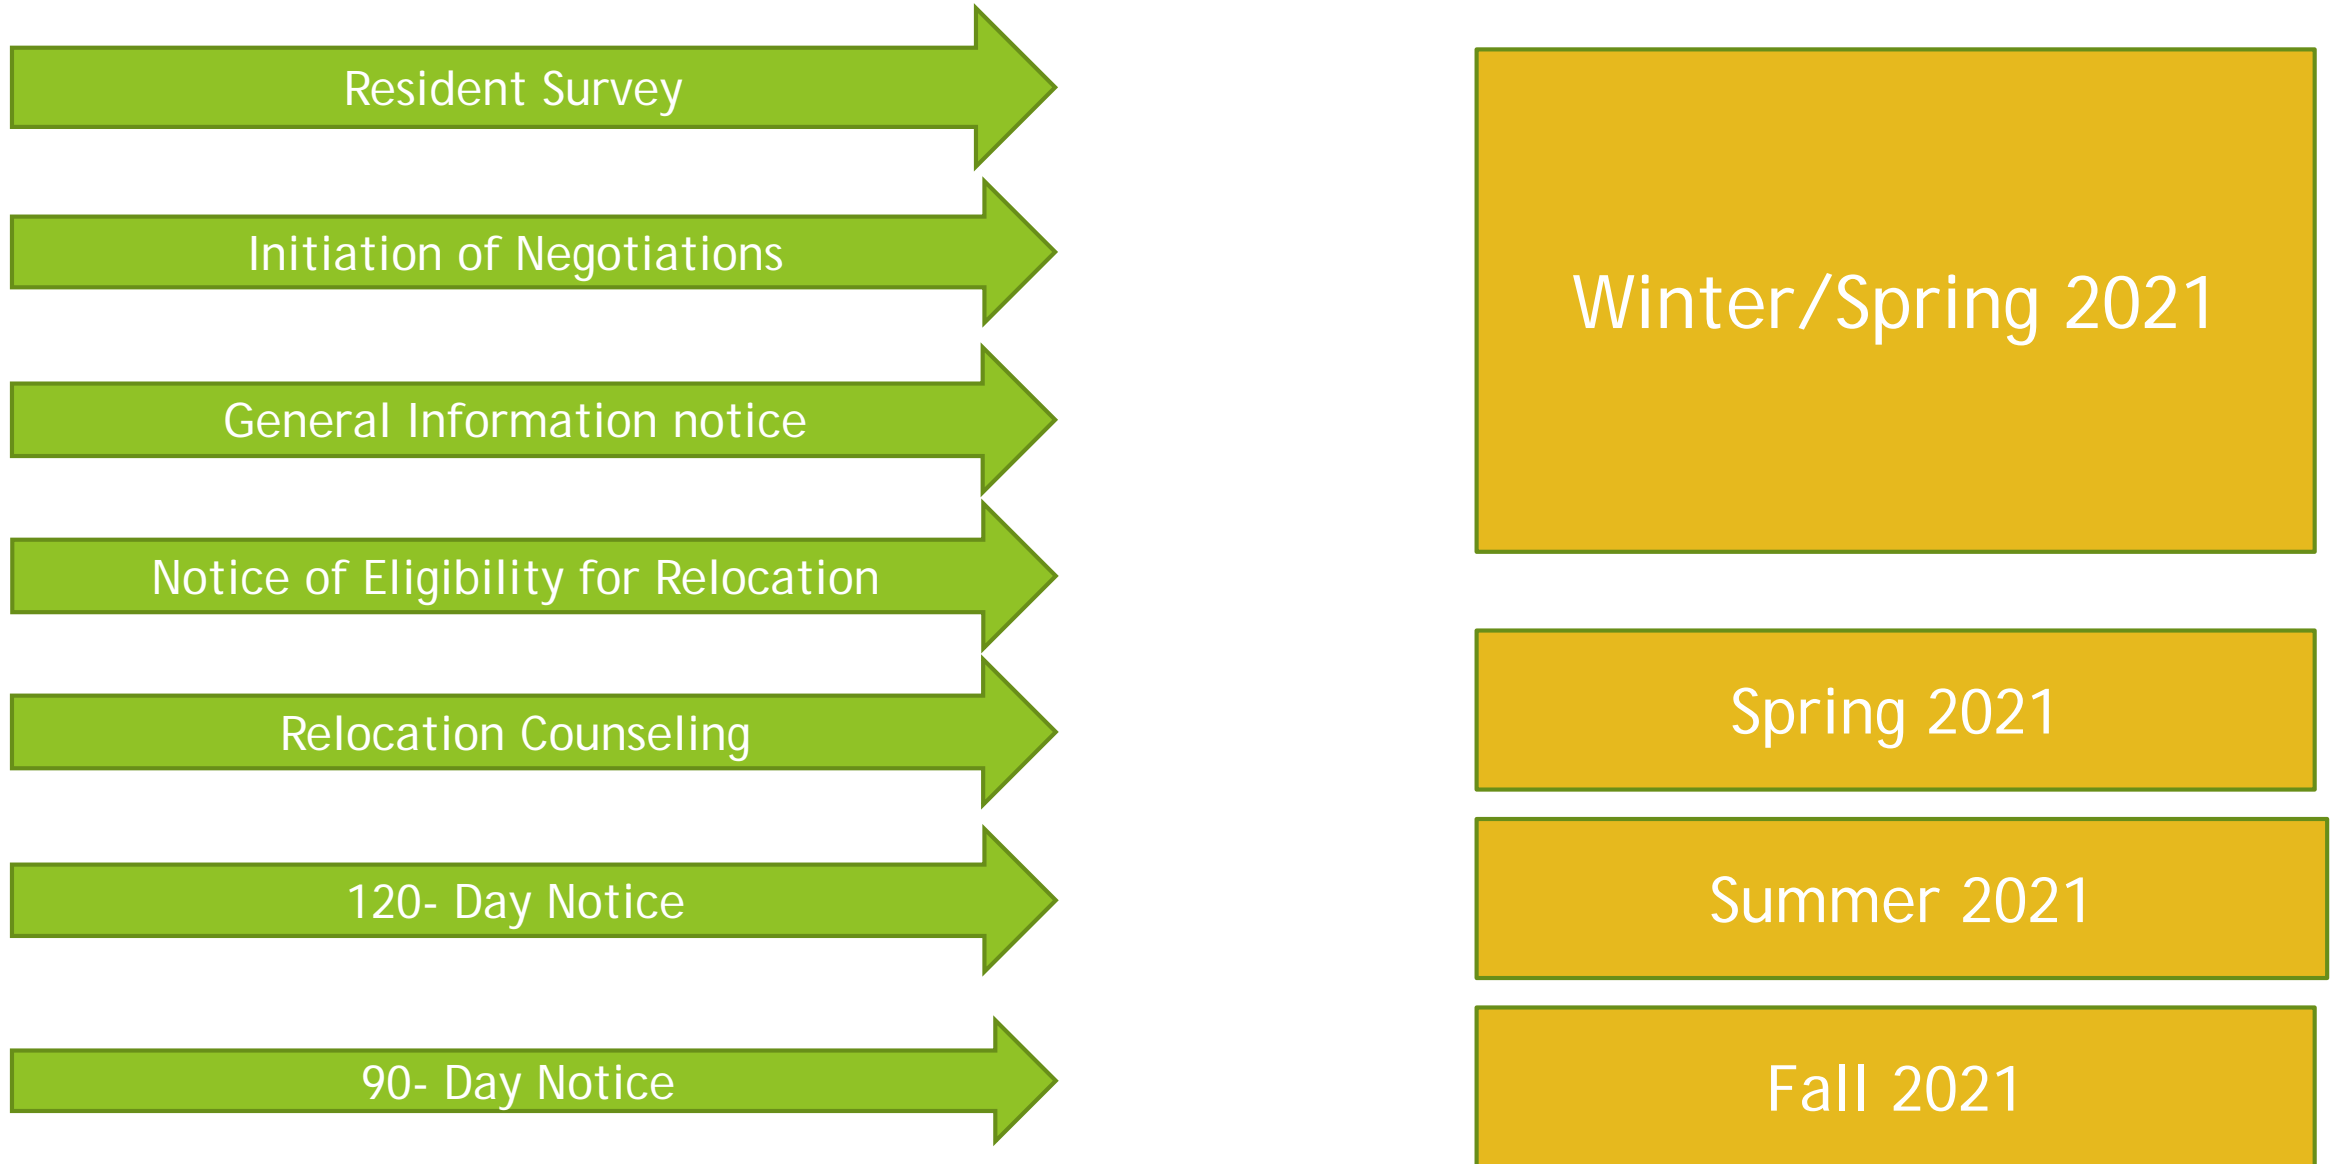 Resident Survey
Initiation of Negotiations
General Information notice
Notice of Eligibility for Relocation
Relocation Counseling
120- Day Notice
90- Day Notice
Winter/Spring 2021
Spring 2021
Summer 2021
Fall 2021